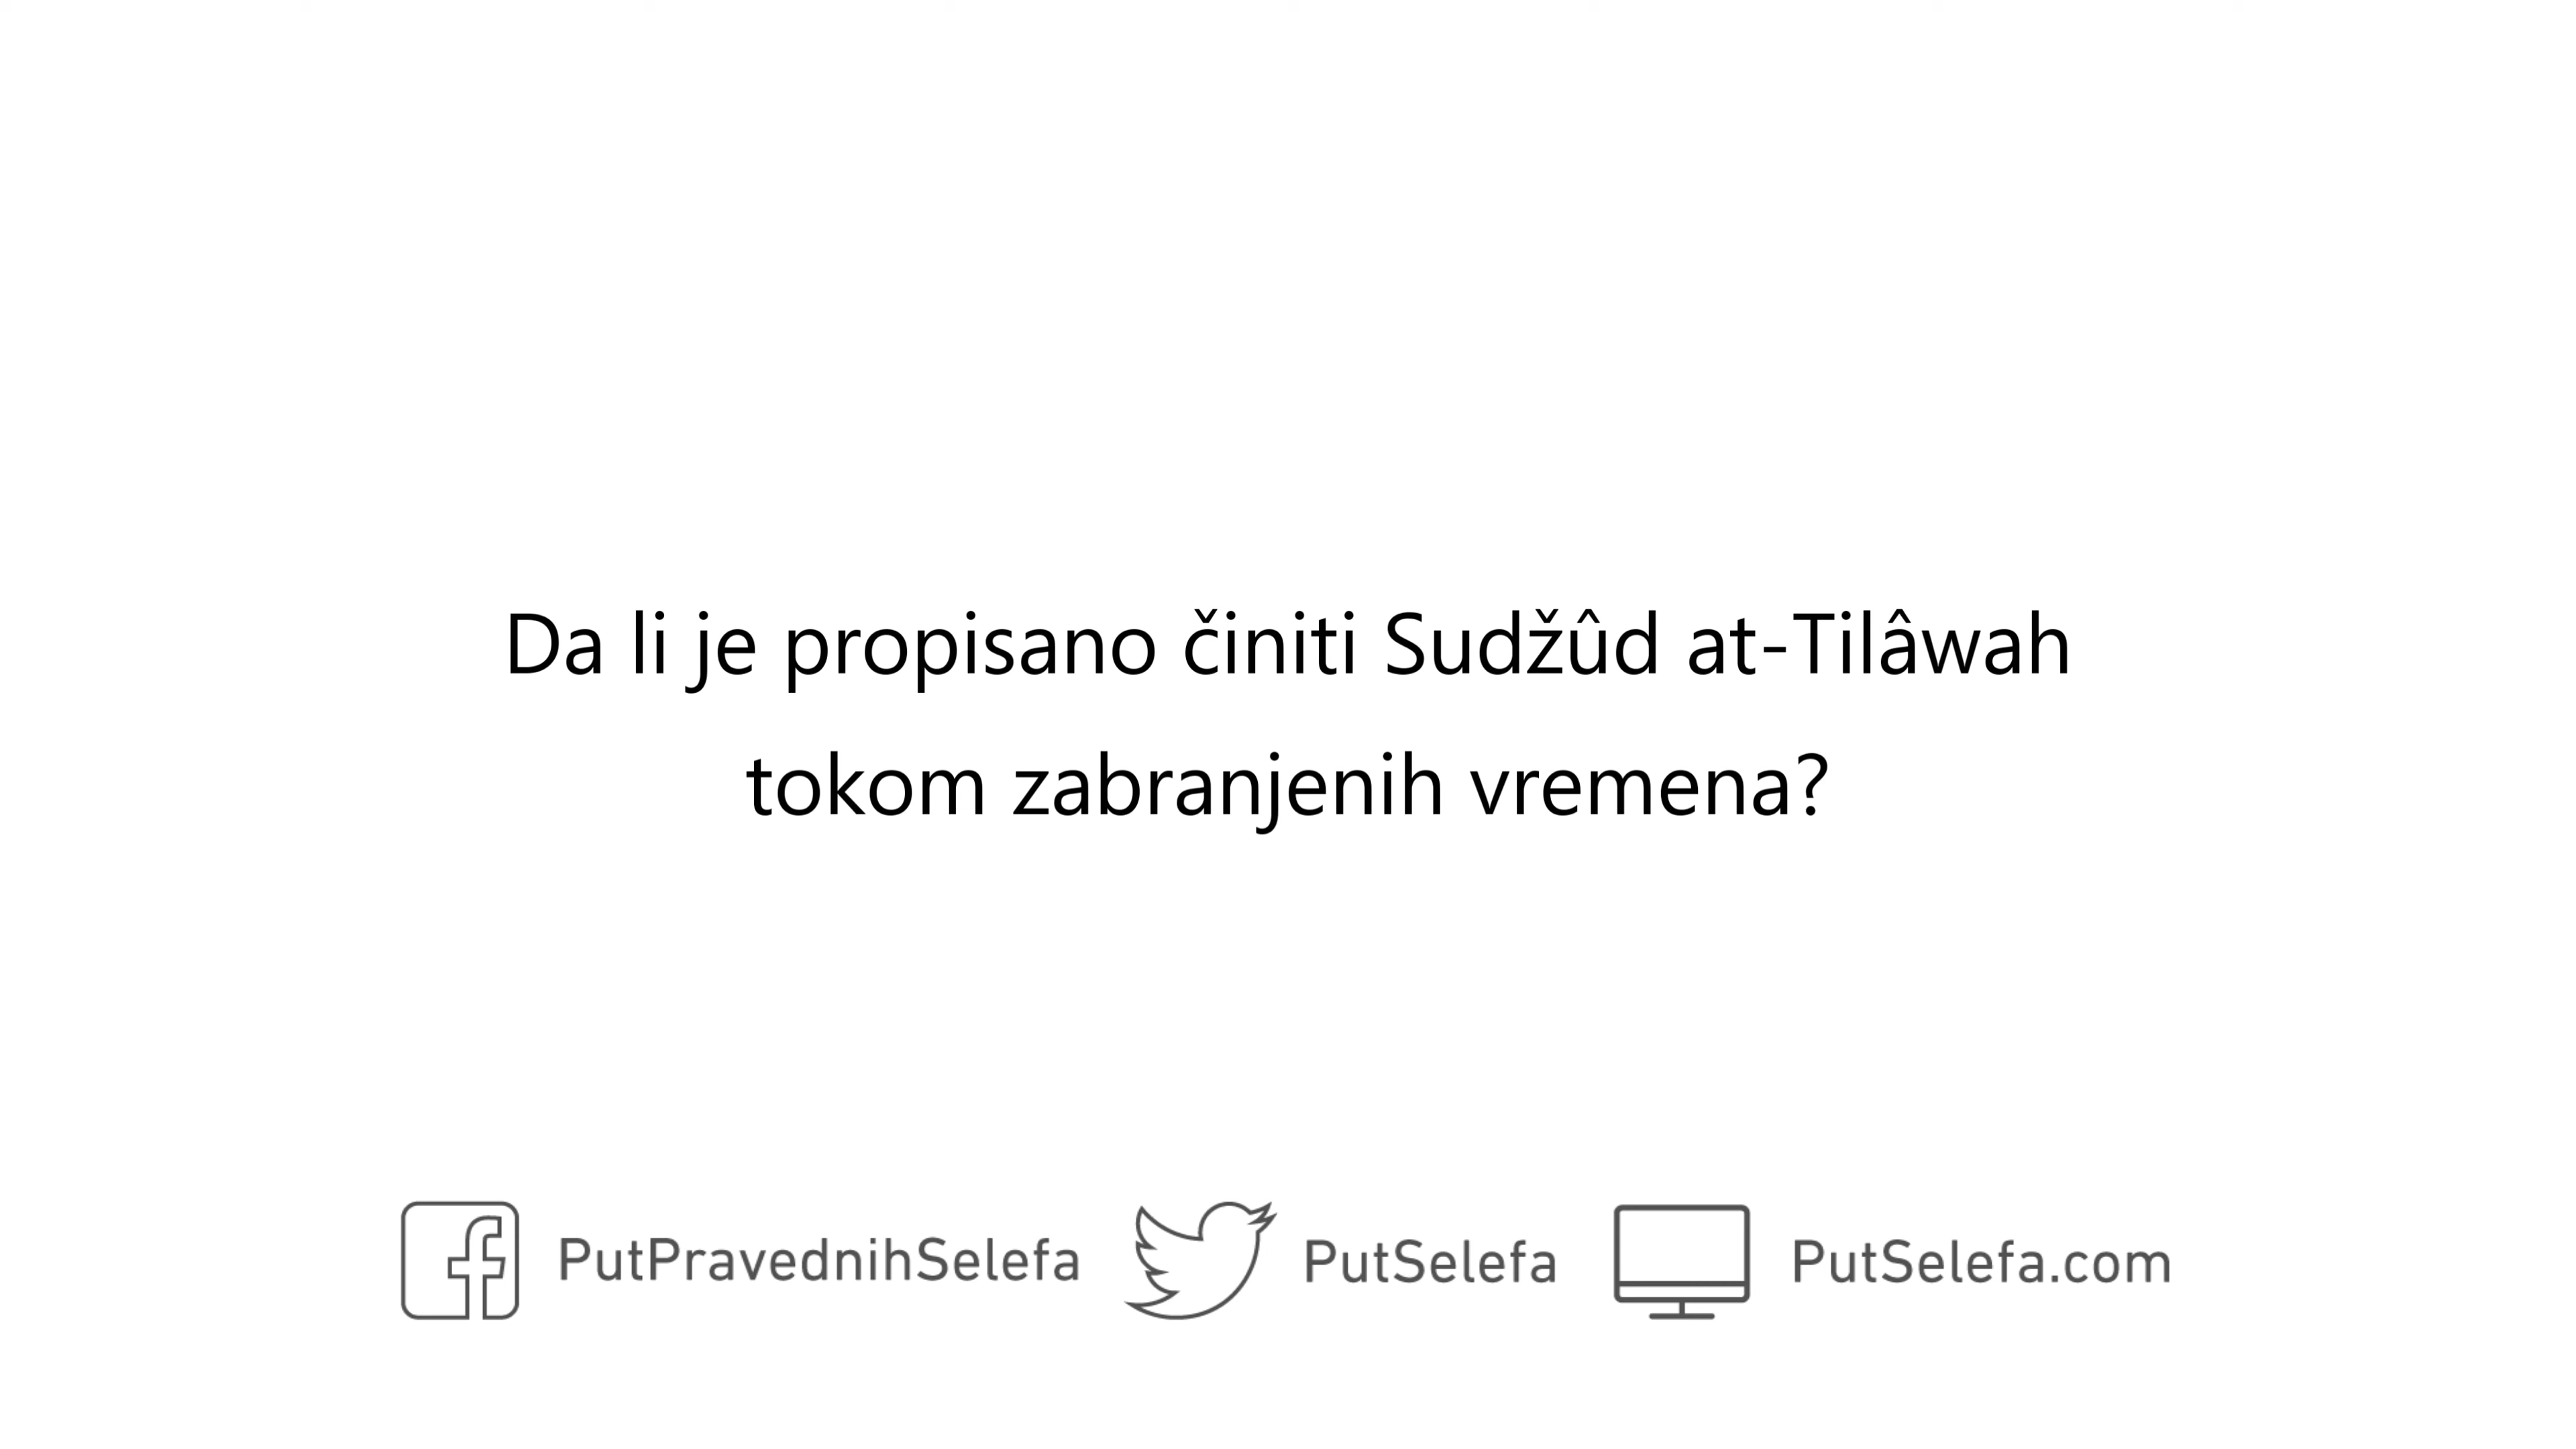 Da li je propisano činiti Sudžûd at-Tilâwah
tokom zabranjenih vremena?
PutPravednihSelefa PutSelefa PutSelefa.com